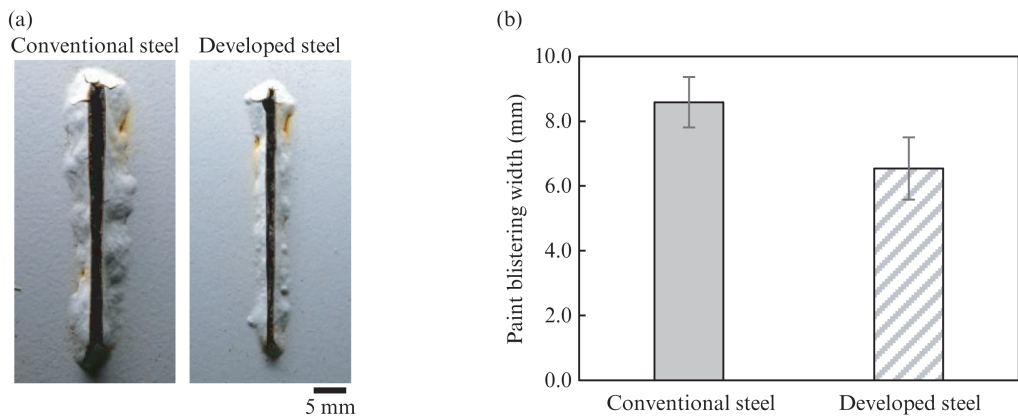 (a)
Conventional steel Developed steel
5 mm
(b)
Paint blistering width (mm)
10.0
8.0
6.0
4.0
2.0
0.0
Conventional steel Developed steel